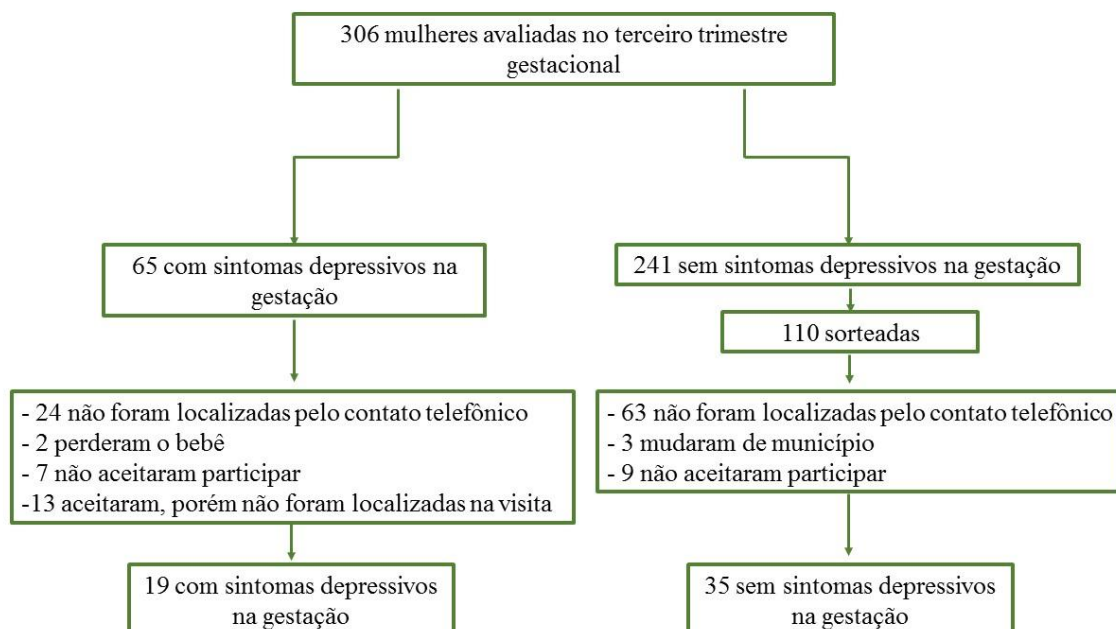 306 mulheres avaliadas no terceiro trimestre
gestacional
65 com sintomas depressivos na
gestação
241 sem sintomas depressivos na gestação
110 sorteadas
- 24 não foram localizadas pelo contato telefônico
- 2 perderam o bebê
- 7 não aceitaram participar
-13 aceitaram, porém não foram localizadas na visita
- 63 não foram localizadas pelo contato telefônico
- 3 mudaram de município
- 9 não aceitaram participar
19 com sintomas depressivos
na gestação
35 sem sintomas depressivos
na gestação